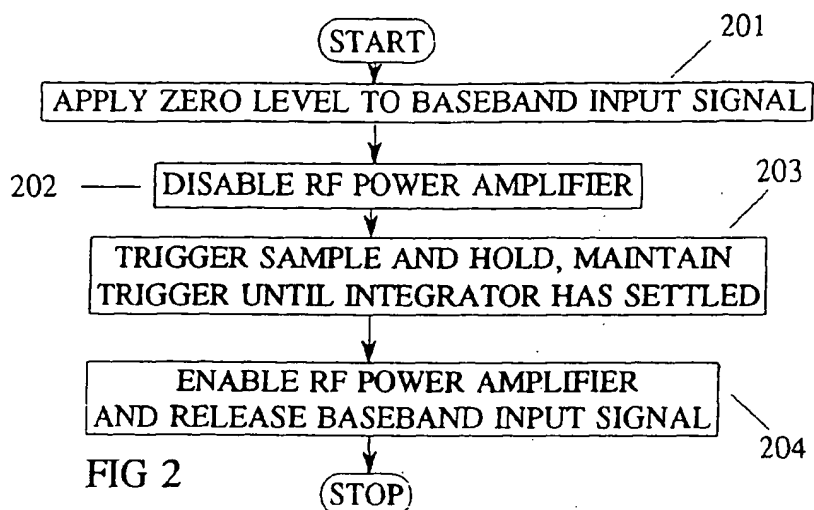 START
201
APPLY ZERO LEVEL TO BASEBAND INPUT SIGNAL
202
DISABLE RF POWER AMPLIFIER
203
TRIGGER SAMPLE AND HOLD, MAINTAIN
TRIGGER UNTIL INTEGRATOR HAS SETTLED
ENABLE RF POWER AMPLIFIER
AND RELEASE BASEBAND INPUT SIGNAL
204
FIG 2
STOP